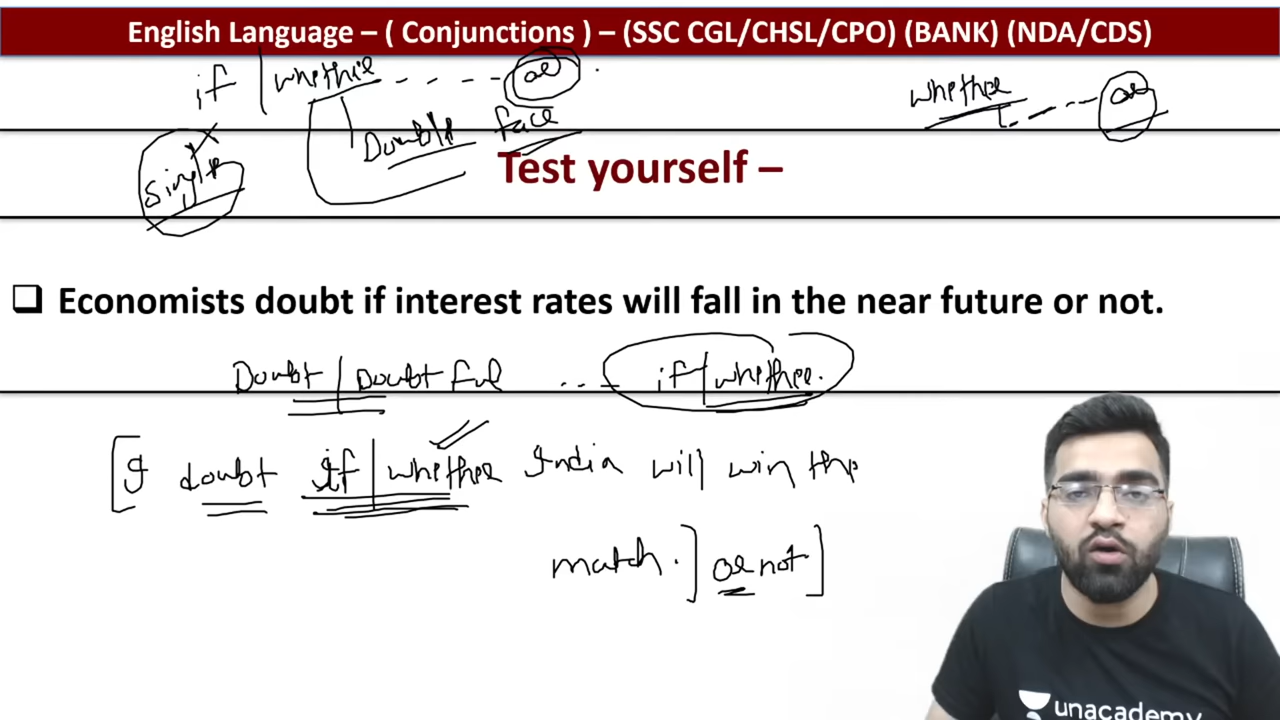 English Language – ( Conjunctions ) – (SSC CGL/CHSL/CPO) (BANK) (NDA/CDS)
if | whether - - - - - or .
whether - - - or
Double face
Single
Test yourself –
❑ Economists doubt if interest rates will fall in the near future or not.
Doubt | Doubtful ... if | whether.
[I doubt if | whether India will win the
match.] or not]
unacademy